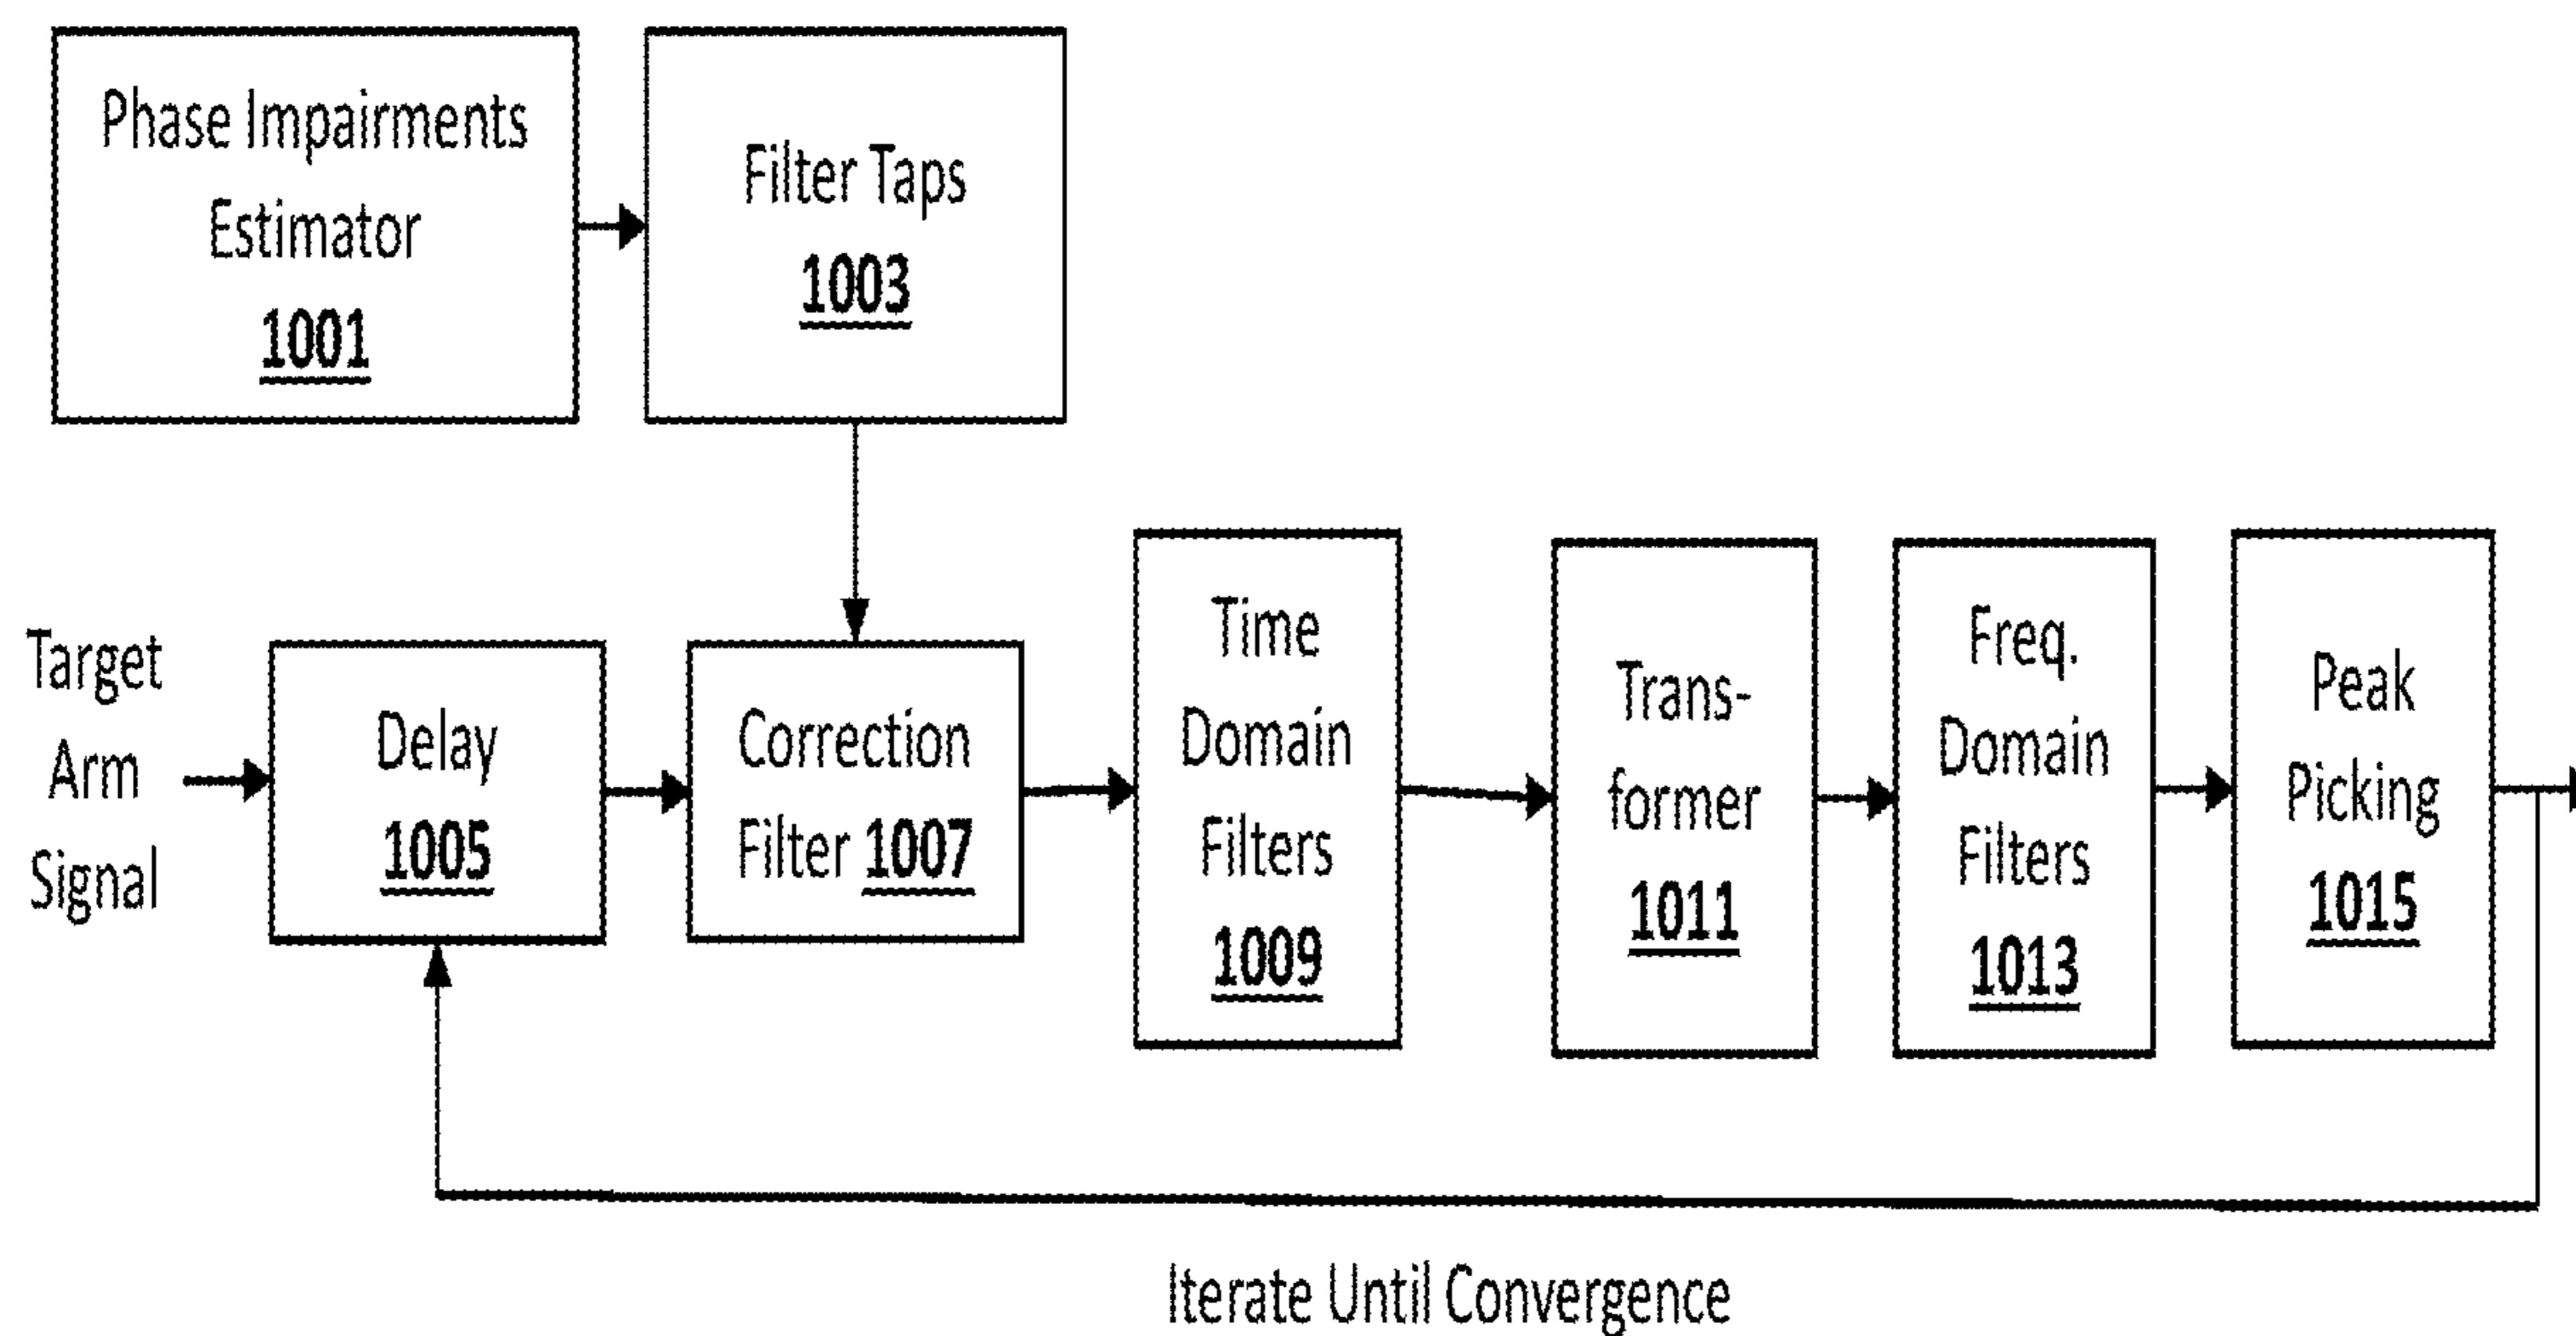 Phase Impairments
Estimator
1001
Filter Taps
1003
Target
Arm
Signal
Delay
1005
Correction
Filter 1007
Time
Domain
Filters
1009
Trans-
former
1011
Freq.
Domain
Filters
1013
Peak
Picking
1015
Iterate Until Convergence